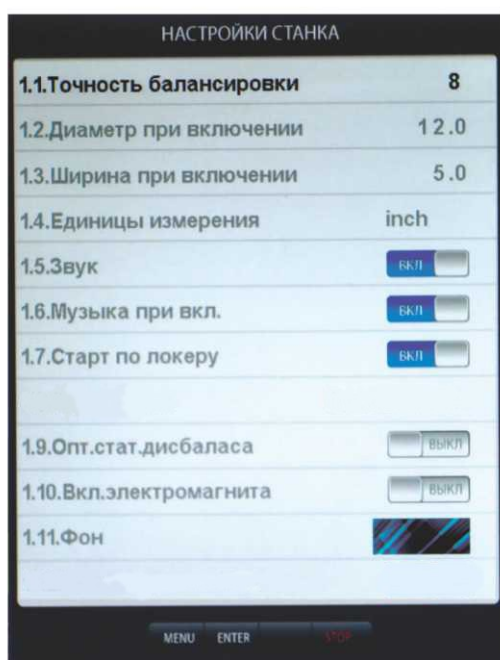 НАСТРОЙКИ СТАНКА
1.1.Точность балансировки 8
1.2.Диаметр при включении 12.0
1.3.Ширина при включении 5.0
1.4.Единицы измерения inch
1.5.Звук ВКЛ
1.6.Музыка при вкл. ВКЛ
1.7.Старт по локеру ВКЛ
1.9.Опт.стат.дисбаласа ВЫКЛ
1.10.Вкл.электромагнита ВЫКЛ
1.11.Фон
MENU ENTER STOP